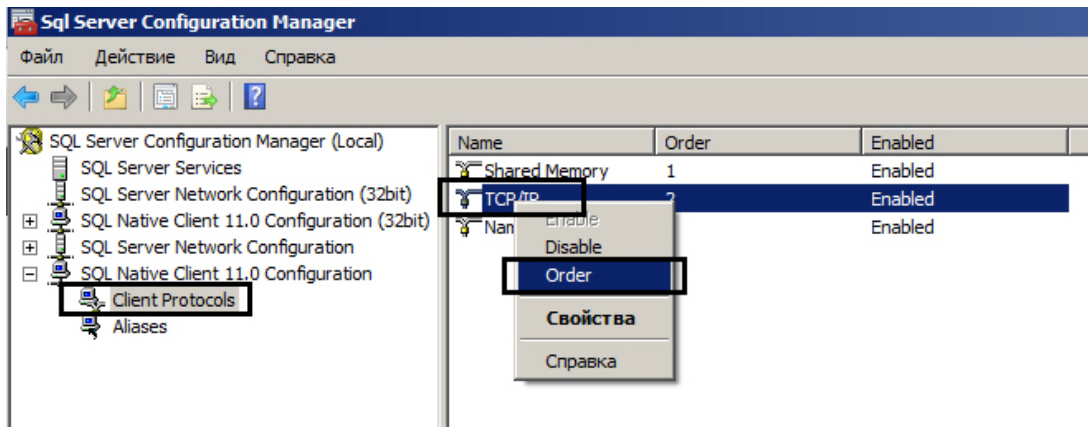 Sql Server Configuration Manager
Файл Действие Вид Справка
SQL Server Configuration Manager (Local)
SQL Server Services
SQL Server Network Configuration (32bit)
SQL Native Client 11.0 Configuration (32bit)
SQL Server Network Configuration
SQL Native Client 11.0 Configuration
Client Protocols
Aliases
Name Order Enabled
Shared Memory 1 Enabled
TCP/IP 2 Enabled
Nam Enabled
Enable
Disable
Order
Свойства
Справка